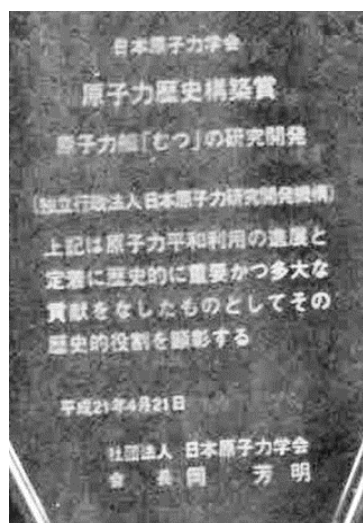 日本原子力学会
原子力歴史構築賞
原子力船「むつ」の研究開発
(独立行政法人日本原子力研究開発機構)
上記は原子力平和利用の進展と
定着に歴史的に重要かつ多大な
貢献をなしたものとしてその
歴史的役割を顕彰する
平成21年4月21日
社団法人 日本原子力学会
会長 岡 芳明